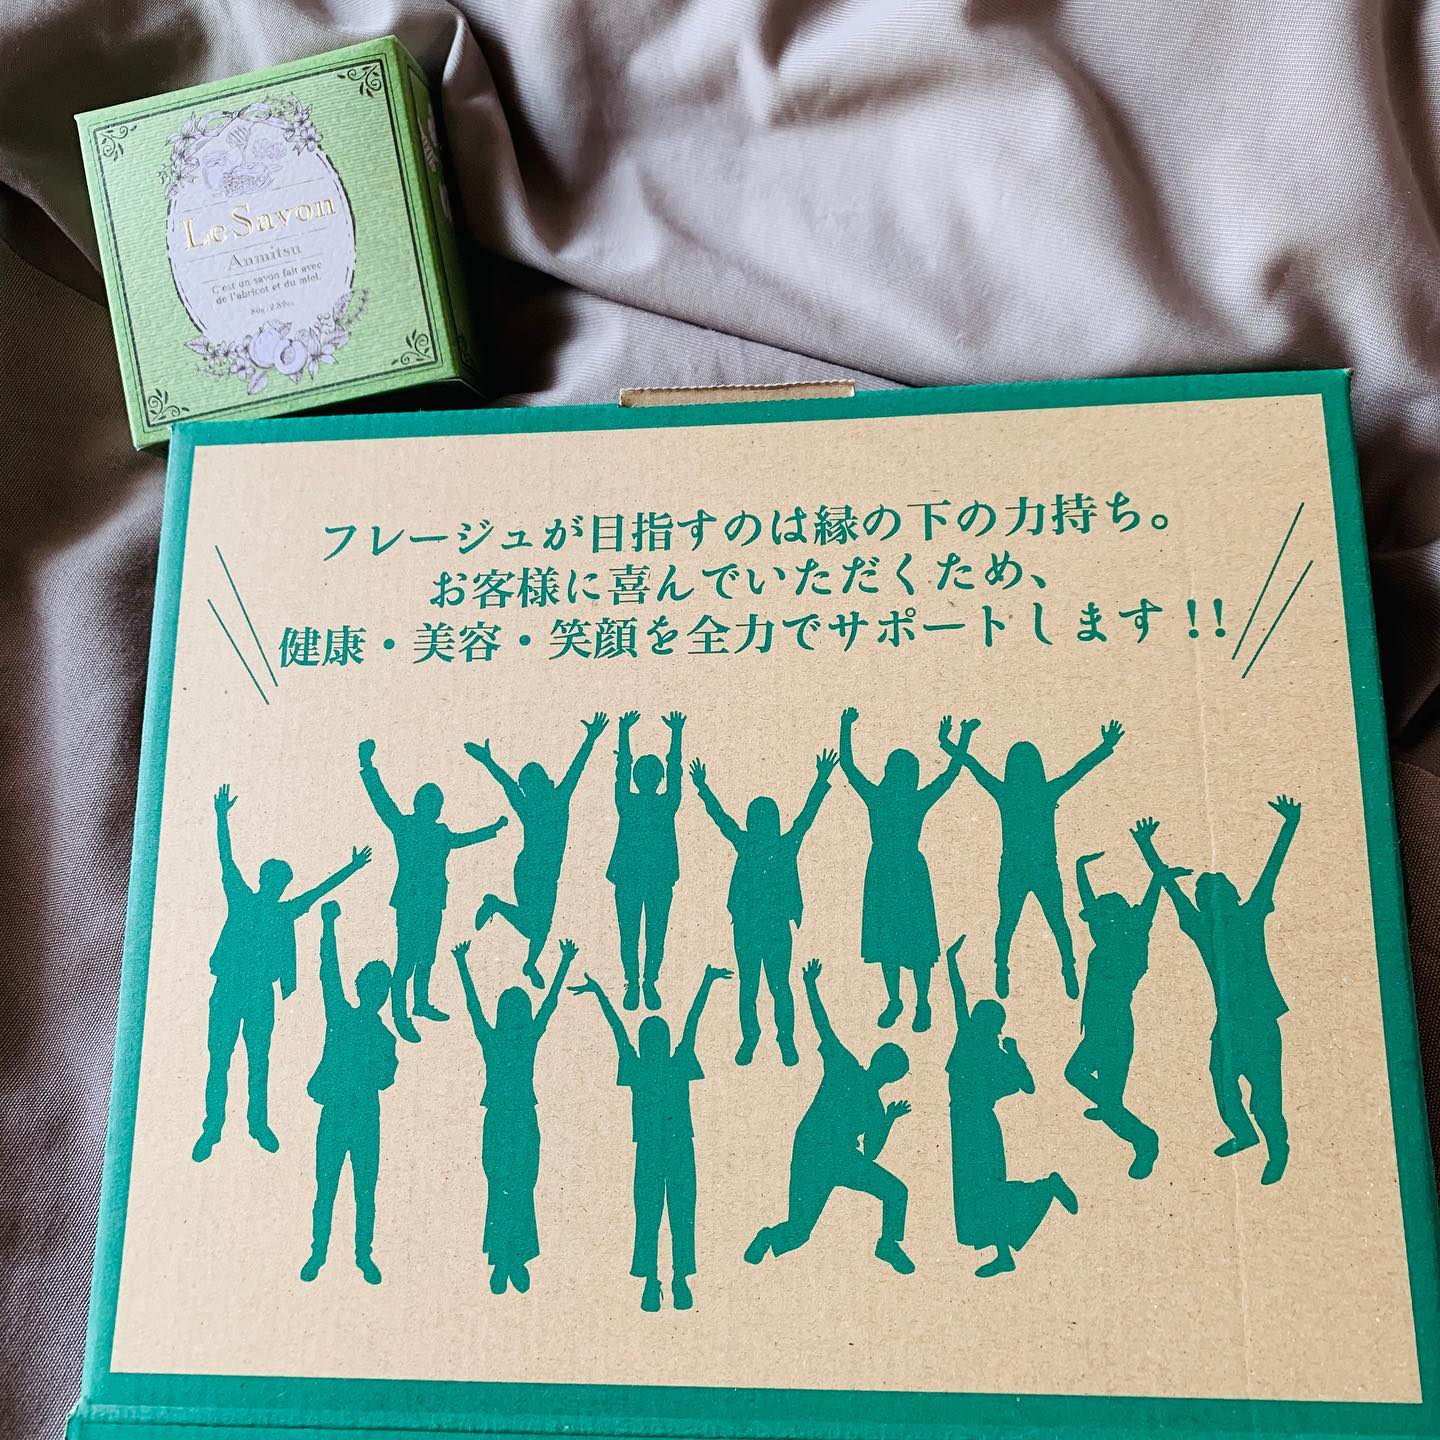 Le Savon
Anmitsu
C'est un savon fait avec
de l'abricot et du miel.
80g/2.82oz
フレージュが目指すのは縁の下の力持ち。
お客様に喜んでいただくため、
健康・美容・笑顔を全力でサポートします!!